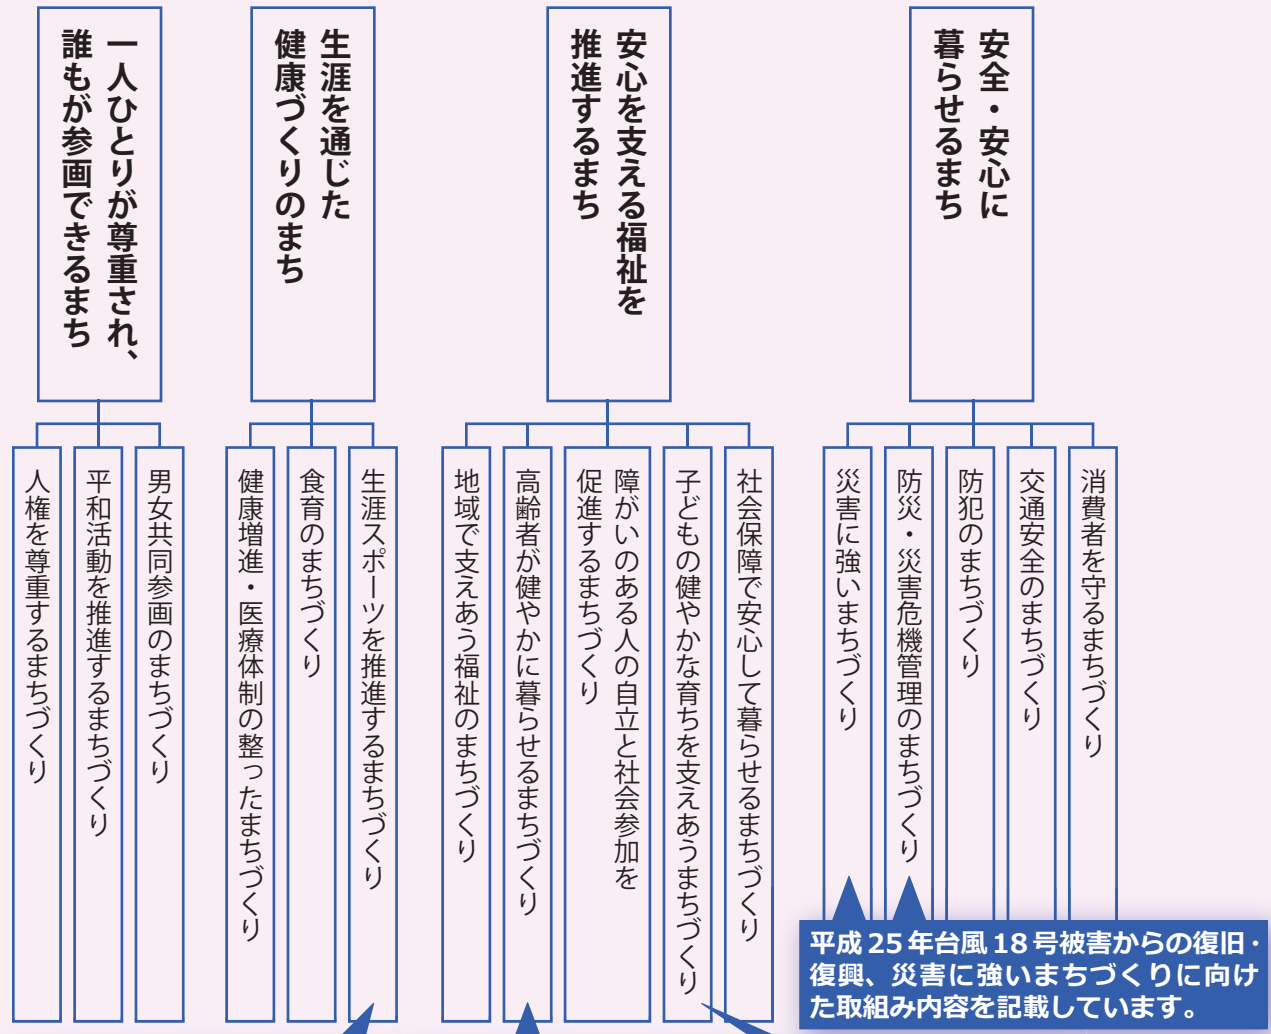 安全・安心に
暮らせるまち
消費者を守るまちづくり
交通安全のまちづくり
防犯のまちづくり
防災・災害危機管理のまちづくり
災害に強いまちづくり
平成25年台風18号被害からの復旧・
復興、災害に強いまちづくりに向け
た取組み内容を記載しています。
安心を支える福祉を
推進するまち
社会保障で安心して暮らせるまちづくり
子どもの健やかな育ちを支えあうまちづくり
障がいのある人の自立と社会参加を
促進するまちづくり
高齢者が健やかに暮らせるまちづくり
地域で支えあう福祉のまちづくり
生涯を通じた
健康づくりのまち
生涯スポーツを推進するまちづくり
食育のまちづくり
健康増進・医療体制の整ったまちづくり
一人ひとりが尊重され、
誰もが参画できるまち
男女共同参画のまちづくり
平和活動を推進するまちづくり
人権を尊重するまちづくり